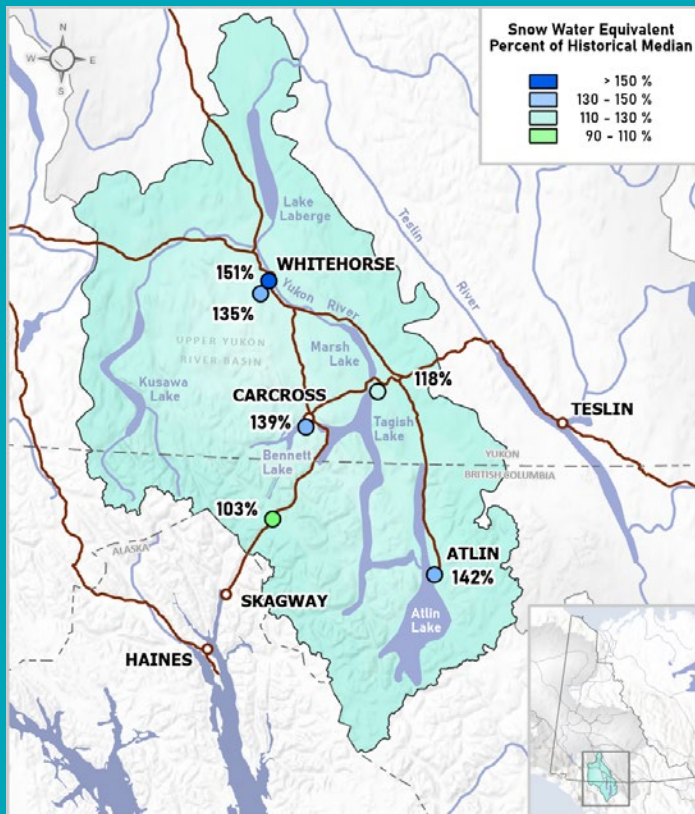 Snow Water Equivalent
Percent of Historical Median
> 150 %
130 - 150 %
110 - 130 %
90 - 110 %
N
W E
S
Lake
Laberge
Teslin
River
151%
WHITEHORSE
135%
Yukon River
UPPER YUKON
RIVER BASIN
Marsh
Lake
Kusawa
Lake
118%
CARCROSS
139%
TESLIN
Tagish
Lake
Bennett
Lake
YUKON
BRITISH COLUMBIA
103%
ALASKA
ATLIN
142%
SKAGWAY
Atlin
Lake
HAINES